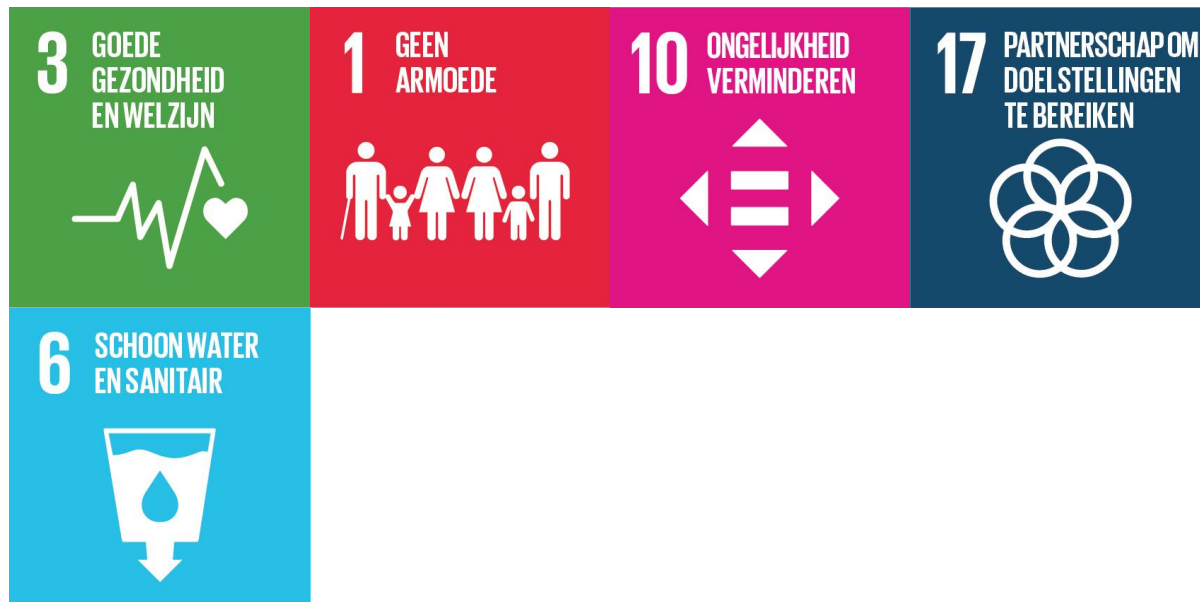 3 GOEDE
GEZONDHEID
EN WELZIJN
1 GEEN
ARMOEDE
10 ONGELIJKHEID
VERMINDEREN
17 PARTNERSCHAP OM
DOELSTELLINGEN
TE BEREIKEN
6 SCHOON WATER
EN SANITAIR